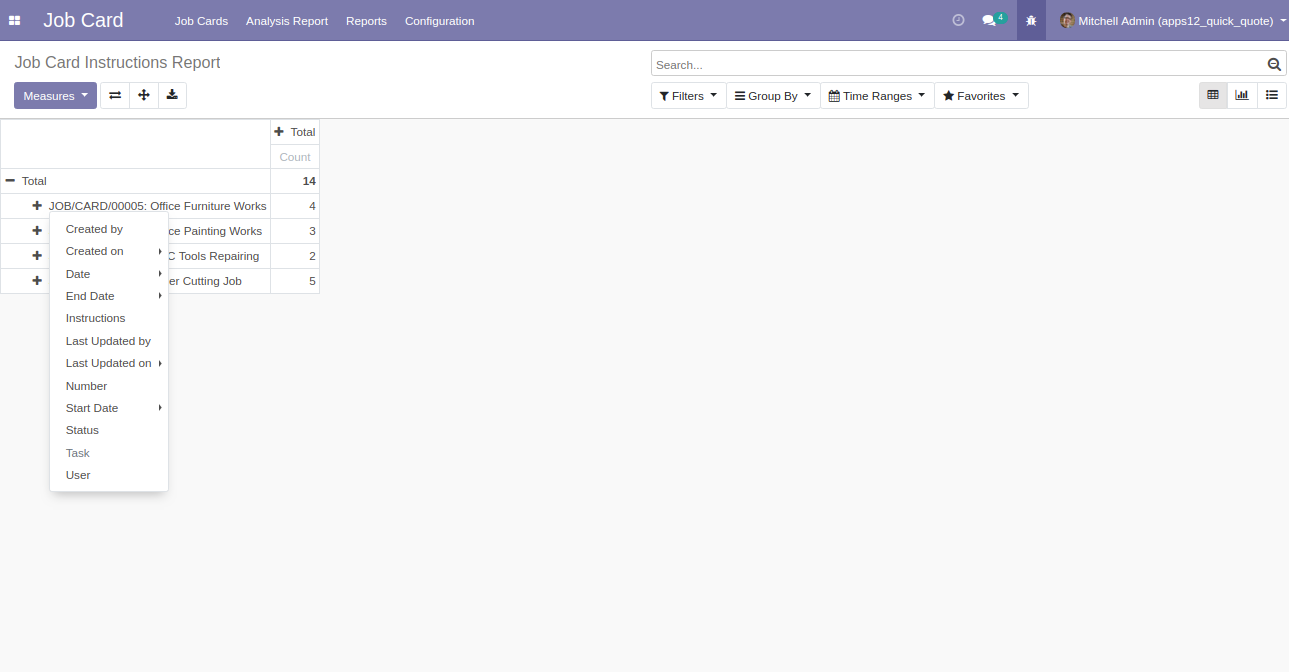 Job Card Job Cards Analysis Report Reports Configuration 4 Mitchell Admin (apps12_quick_quote)
Job Card Instructions Report
Search...
Measures Filters Group By Time Ranges Favorites
Total
Count
Total 14
JOB/CARD/00005: Office Furniture Works 4
ce Painting Works 3
C Tools Repairing 2
er Cutting Job 5
Created by
Created on
Date
End Date
Instructions
Last Updated by
Last Updated on
Number
Start Date
Status
Task
User